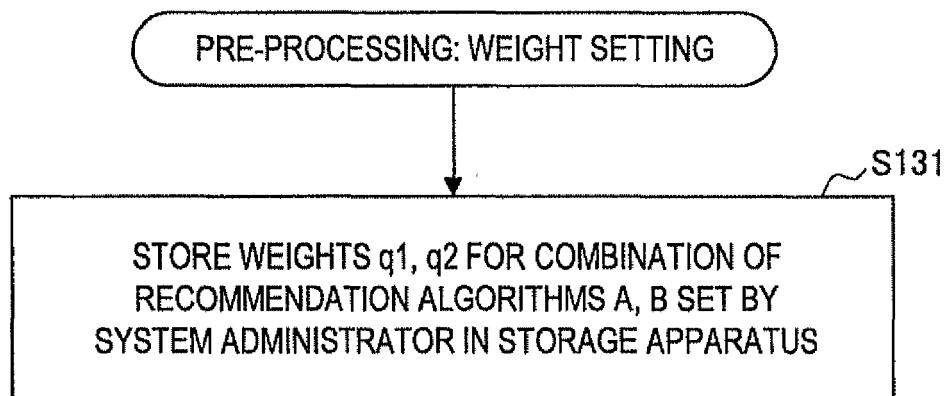 PRE-PROCESSING: WEIGHT SETTING
S131
STORE WEIGHTS q1, q2 FOR COMBINATION OF
RECOMMENDATION ALGORITHMS A, B SET BY
SYSTEM ADMINISTRATOR IN STORAGE APPARATUS